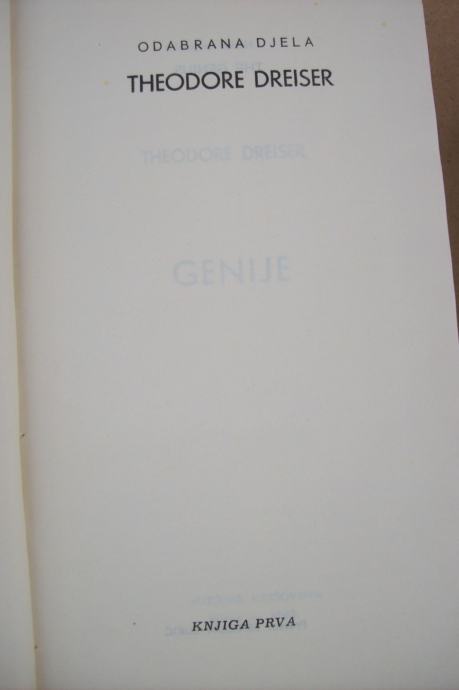 ODABRANA DJELA
THEODORE DREISER
THEODORE DREISER
GENIJE
KNJIGA PRVA